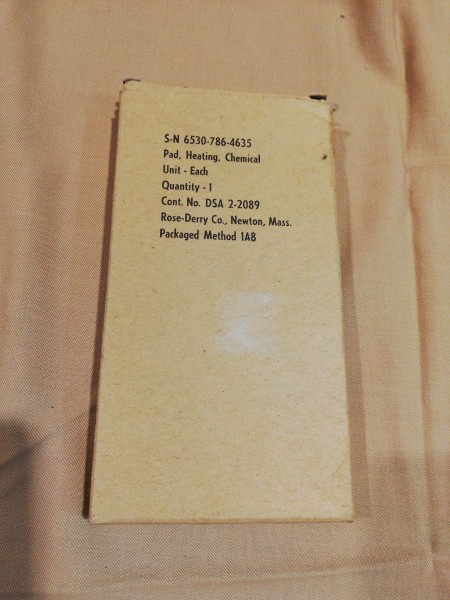 S-N 6530-786-4635
Pad, Heating, Chemical
Unit - Each
Quantity - 1
Cont. No. DSA 2-2089
Rose-Derry Co., Newton, Mass.
Packaged Method 1A8